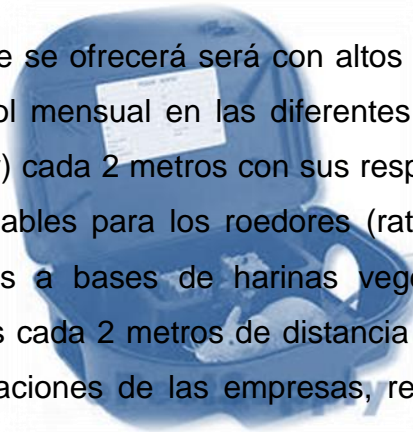 e se ofrecerá será con altos
ol mensual en las diferentes
) cada 2 metros con sus resp
ables para los roedores (rat
s a bases de harinas vege
s cada 2 metros de distancia
aciones de las empresas, re